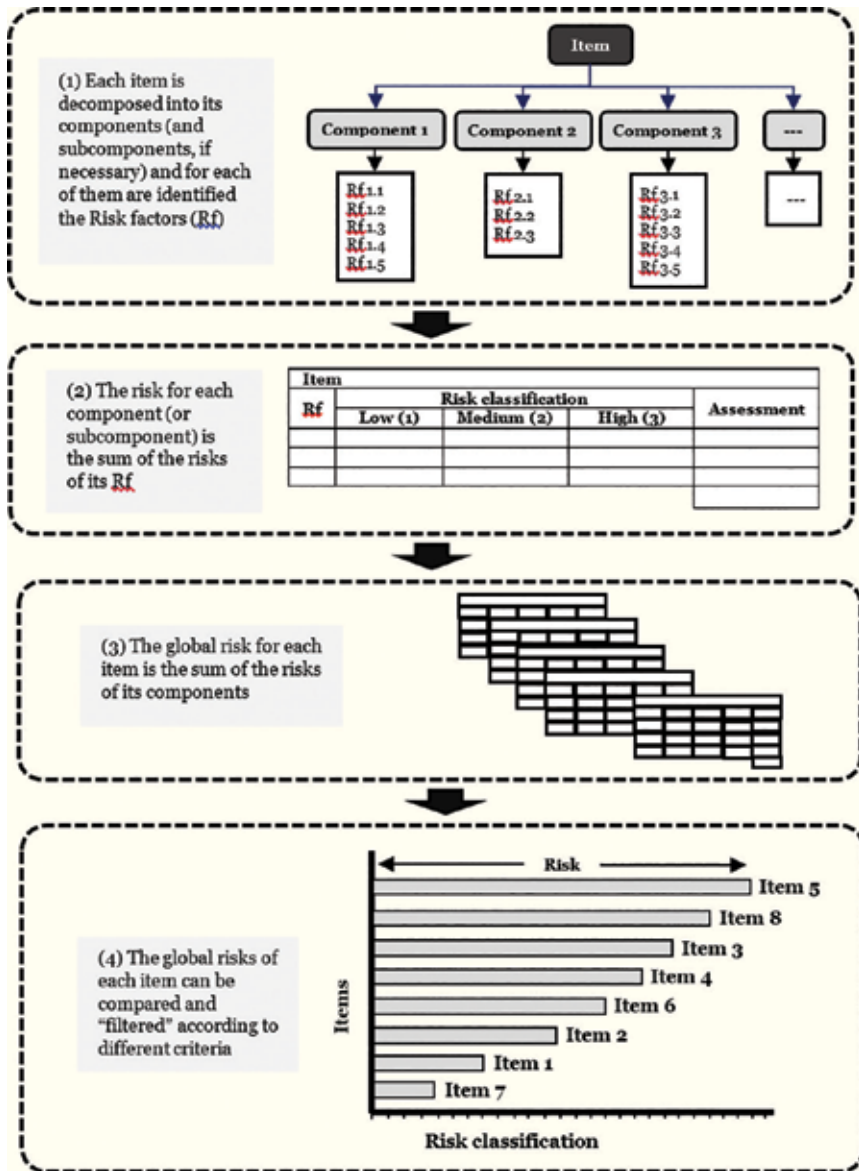 (1) Each item is
decomposed into its
components (and
subcomponents, if
necessary) and for each
of them are identified
the Risk factors (Rf)
Item
Component 1
Component 2
Component 3
---
Rf1.1
Rf1.2
Rf1.3
Rf1.4
Rf1.5
Rf2.1
Rf2.2
Rf2.3
Rf3.1
Rf3.2
Rf3.3
Rf3.4
Rf3.5
---
(2) The risk for each
component (or
subcomponent) is
the sum of the risks
of its Rf
Item
Rf
Risk classification
Assessment
Low (1)
Medium (2)
High (3)
(3) The global risk for each
item is the sum of the risks
of its components
(4) The global risks of
each item can be
compared and
“filtered” according to
different criteria
Risk
Item 5
Item 8
Item 3
Item 4
Item 6
Item 2
Item 1
Item 7
Items
Risk classification